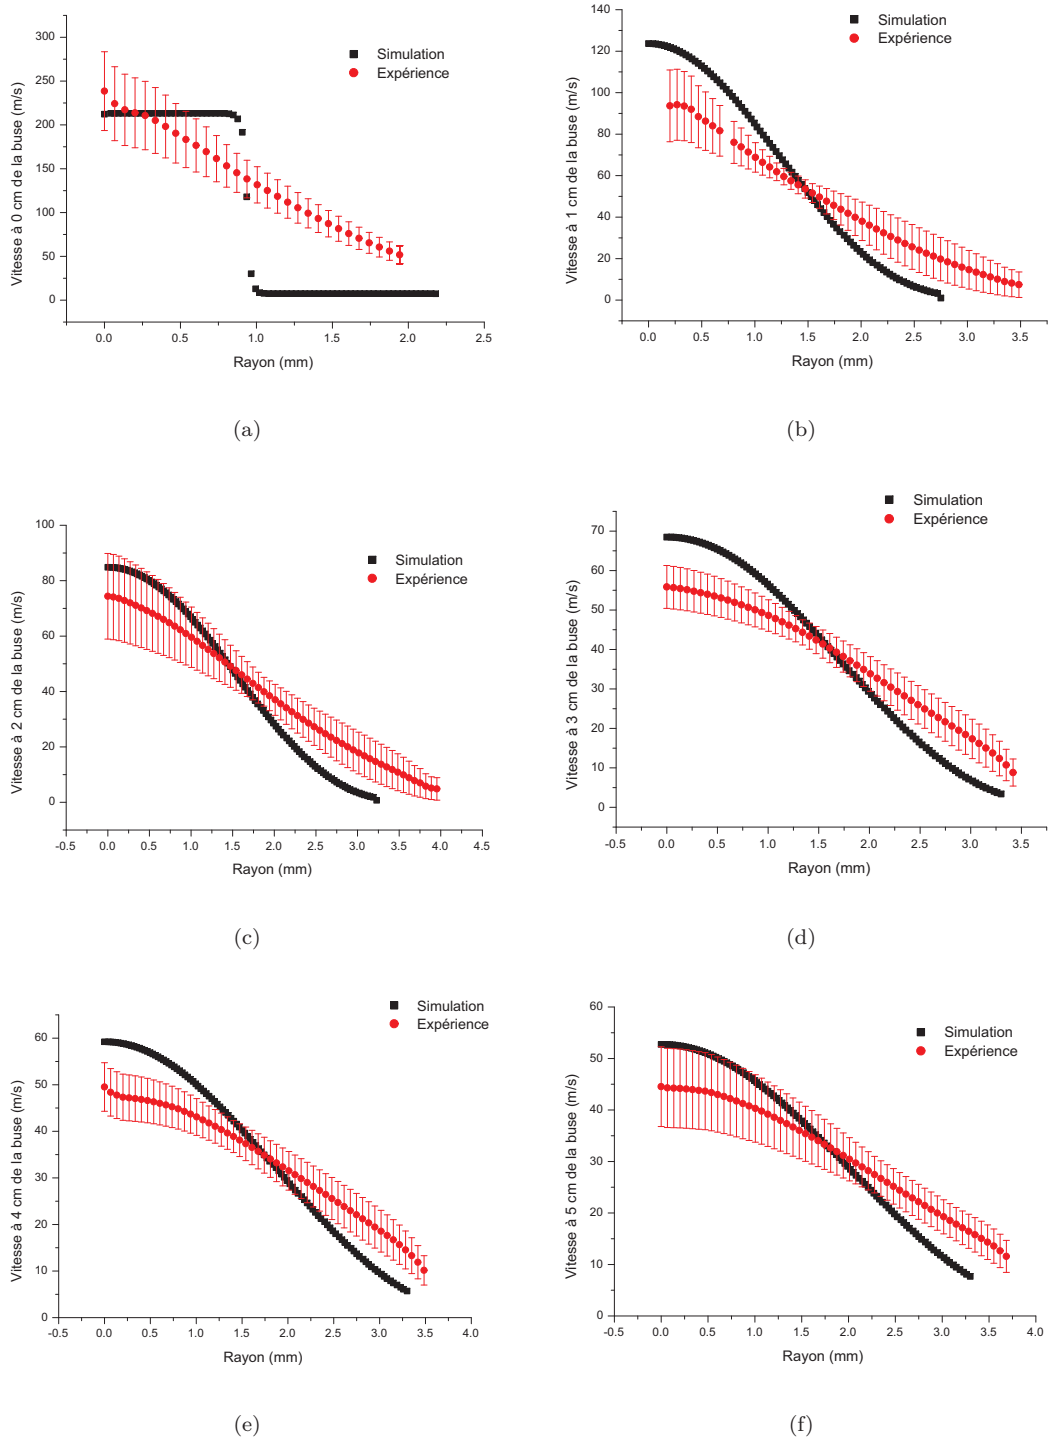 Simulation
Expérience
Vitesse à 0 cm de la buse (m/s)
300
250
200
150
100
50
0
0.0 0.5 1.0 1.5 2.0 2.5
Rayon (mm)
(a)
Simulation
Expérience
Vitesse à 1 cm de la buse (m/s)
140
120
100
80
60
40
20
0
0.0 0.5 1.0 1.5 2.0 2.5 3.0 3.5
Rayon (mm)
(b)
Simulation
Expérience
Vitesse à 2 cm de la buse (m/s)
100
80
60
40
20
0
-0.5 0.0 0.5 1.0 1.5 2.0 2.5 3.0 3.5 4.0 4.5
Rayon (mm)
(c)
Simulation
Expérience
Vitesse à 3 cm de la buse (m/s)
70
60
50
40
30
20
10
0
-0.5 0.0 0.5 1.0 1.5 2.0 2.5 3.0 3.5
Rayon (mm)
(d)
Simulation
Expérience
Vitesse à 4 cm de la buse (m/s)
60
50
40
30
20
10
0
-0.5 0.0 0.5 1.0 1.5 2.0 2.5 3.0 3.5 4.0
Rayon (mm)
(e)
Simulation
Expérience
Vitesse à 5 cm de la buse (m/s)
60
50
40
30
20
10
0
-0.5 0.0 0.5 1.0 1.5 2.0 2.5 3.0 3.5 4.0
Rayon (mm)
(f)